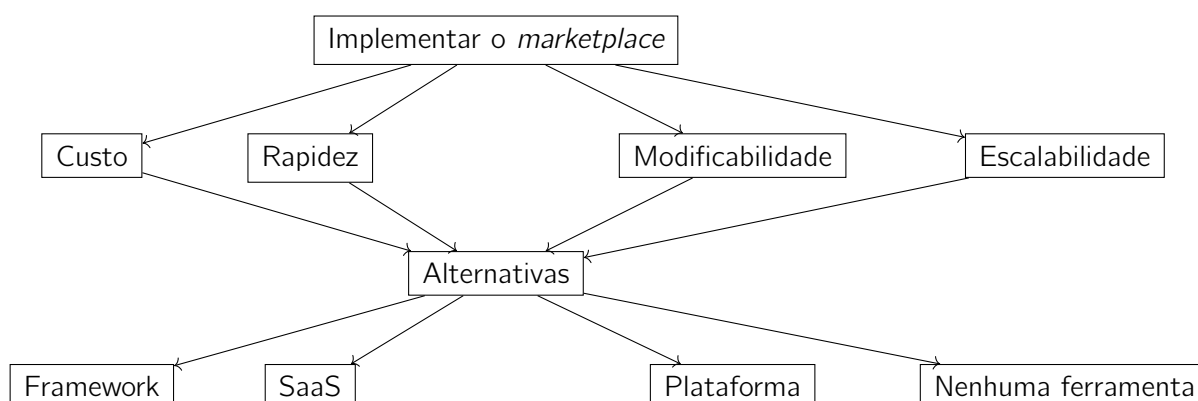 Implementar o marketplace
Custo
Rapidez
Modificabilidade
Escalabilidade
Alternativas
Framework
SaaS
Plataforma
Nenhuma ferramenta